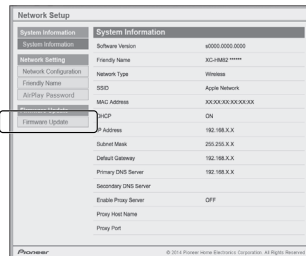 Network Setup
System Information
System Information
Network Setting
Network Configuration
Friendly Name
AirPlay Password
Firmware Update
Firmware Update
System Information
Software Version s0000.0000.0000
Friendly Name XC-HM82 ******
Network Type Wireless
SSID Apple Network
MAC Address XX:XX:XX:XX:XX:XX
DHCP ON
IP Address 192.168.X.X
Subnet Mask 255.255.X.X
Default Gateway 192.168.X.X
Primary DNS Server 192.168.X.X
Secondary DNS Server
Enable Proxy Server OFF
Proxy Host Name
Proxy Port
Pioneer
© 2014 Pioneer Home Electronics Corporation. All Rights Reserved.